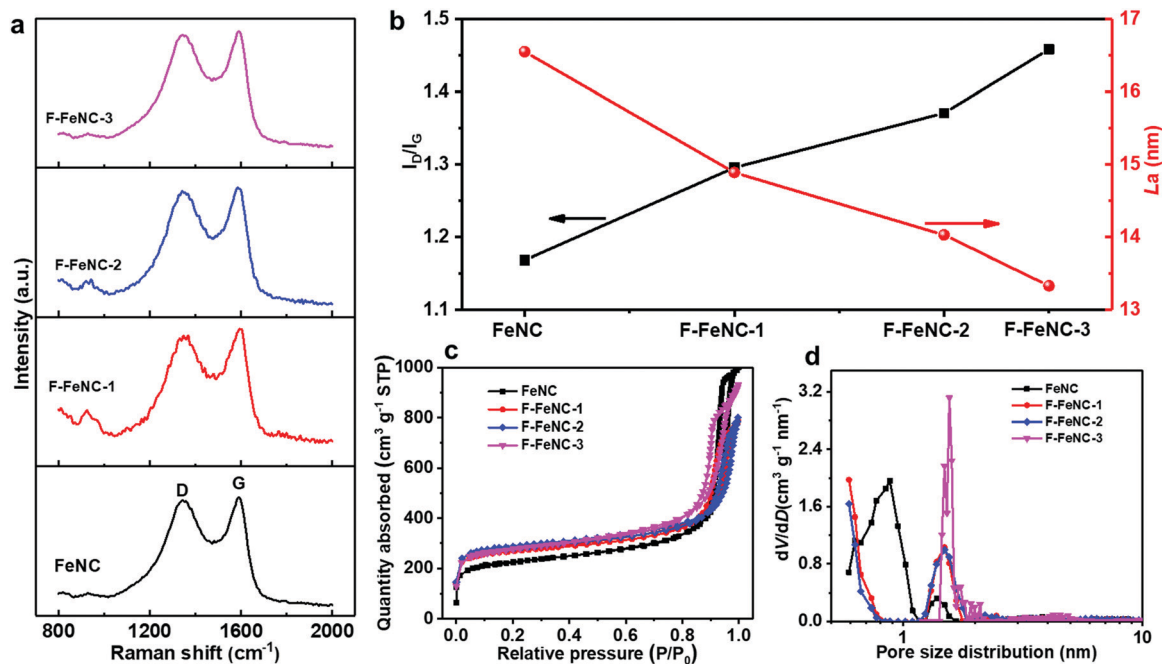 a
Intensity (a.u.)
F-FeNC-3
F-FeNC-2
F-FeNC-1
D
G
FeNC
800 1200 1600 2000
Raman shift (cm⁻¹)
b
I_D/I_G
1.5
1.4
1.3
1.2
1.1
17
16
15
14
13
La (nm)
FeNC F-FeNC-1 F-FeNC-2 F-FeNC-3
c
Quantity absorbed (cm³ g⁻¹ STP)
1000
800
600
400
200
0
FeNC
F-FeNC-1
F-FeNC-2
F-FeNC-3
0.0 0.2 0.4 0.6 0.8 1.0
Relative pressure (P/P₀)
d
dV/dD(cm³ g⁻¹ nm⁻¹)
3.2
2.4
1.6
0.8
0.0
FeNC
F-FeNC-1
F-FeNC-2
F-FeNC-3
1 10
Pore size distribution (nm)